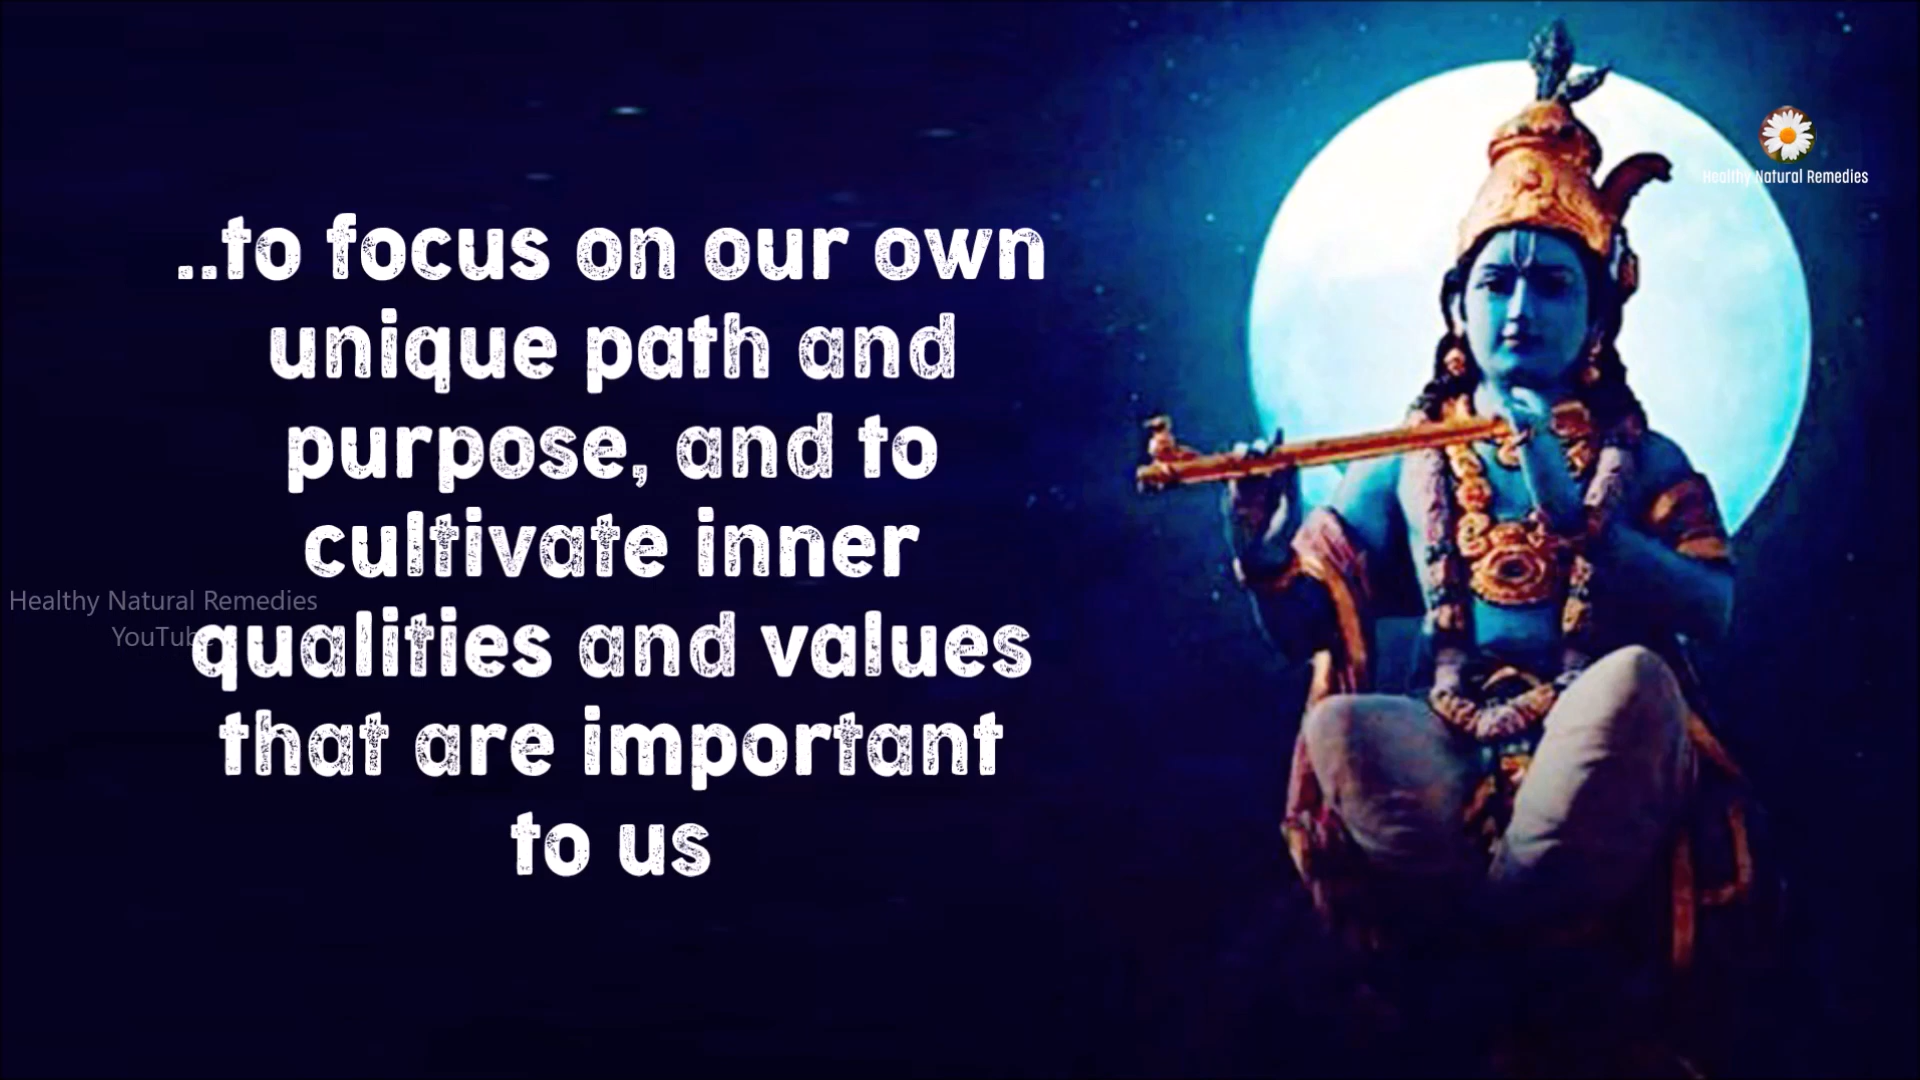 ..to focus on our own
unique path and
purpose, and to
cultivate inner
qualities and values
that are important
to us
Healthy Natural Remedies
YouTube
Healthy Natural Remedies